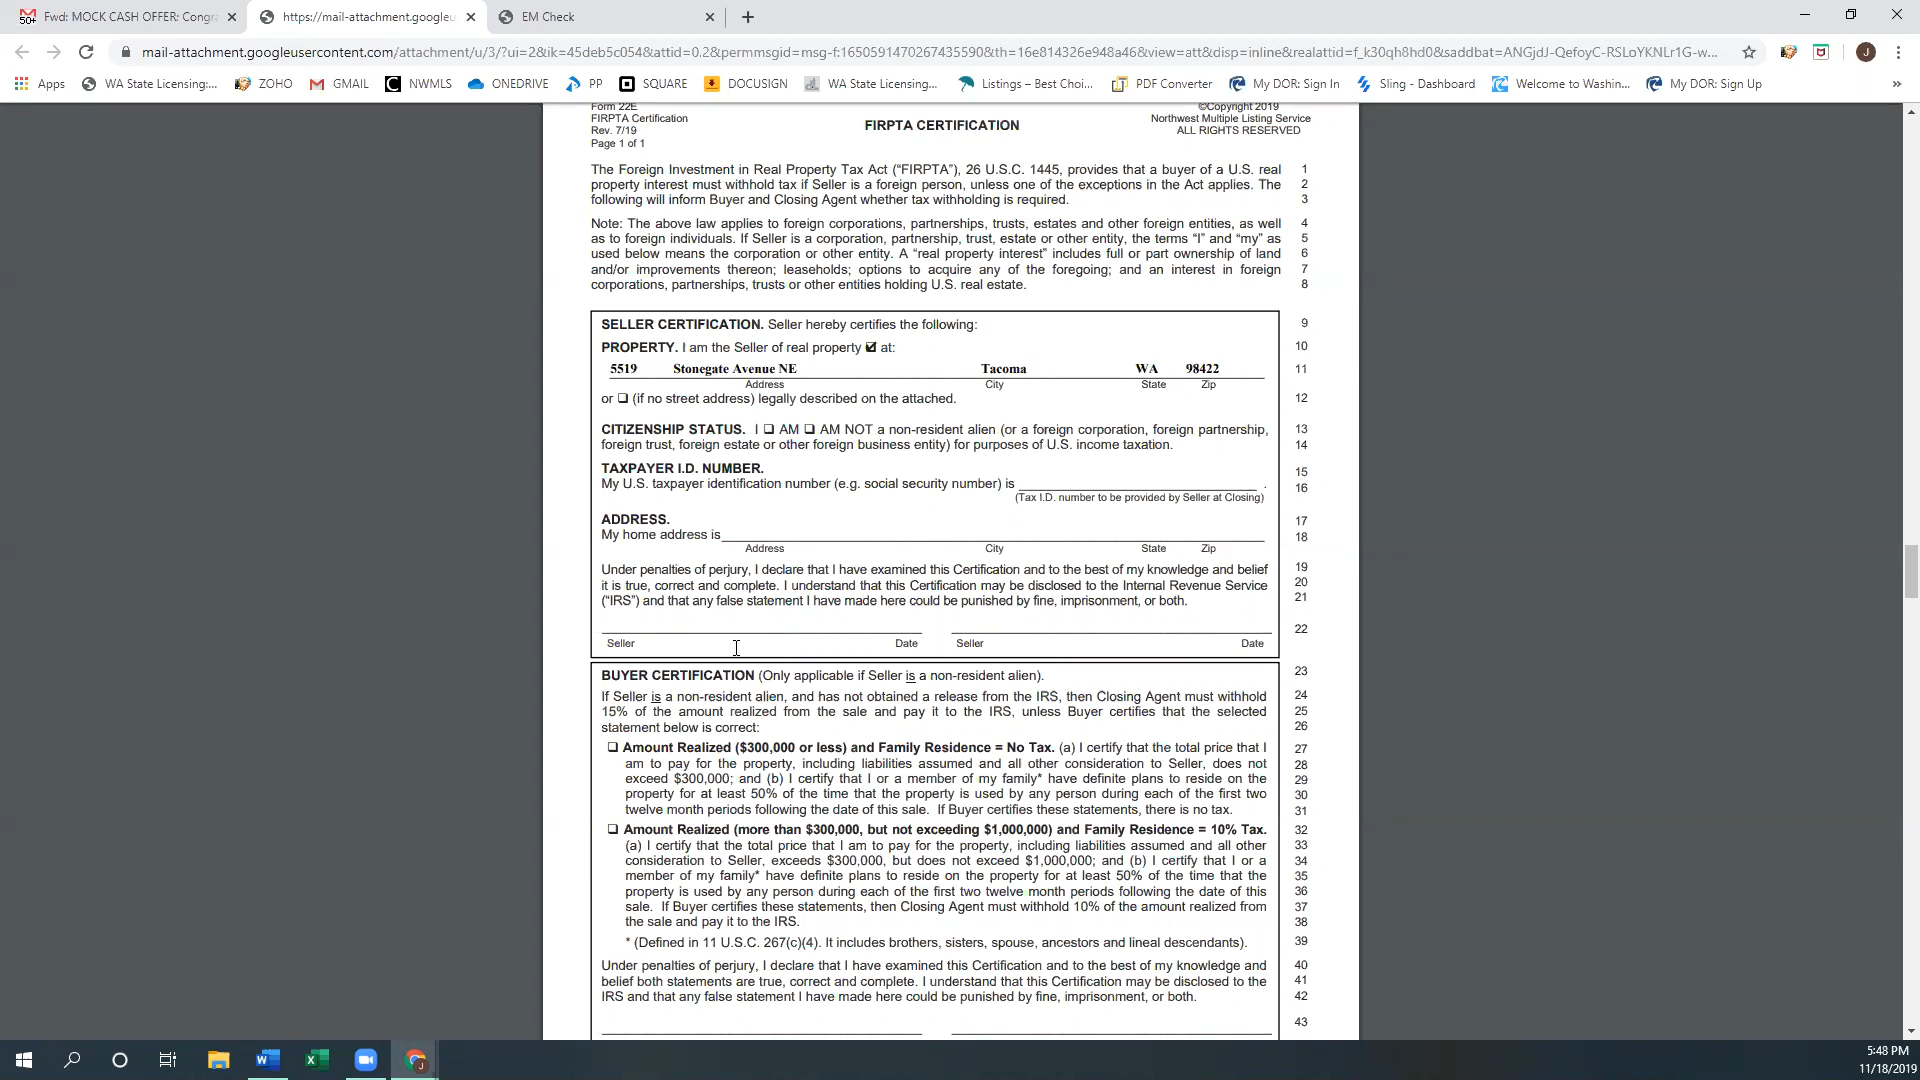 50+ Fwd: MOCK CASH OFFER: Congra
https://mail-attachment.googleu
EM Check
mail-attachment.googleusercontent.com/attachment/u/3/?ui=2&ik=45deb5c054&attid=0.2&permmsgid=msg-f:1650591470267435590&th=16e814326e948a46&view=att&disp=inline&realattid=f_k30qh8hd0&saddbat=ANGjdJ-QefoyC-RSLoYKNLr1G-w...
J
Apps WA State Licensing:... ZOHO GMAIL NWMLS ONEDRIVE PP SQUARE DOCUSIGN WA State Licensing... Listings – Best Choi... PDF Converter My DOR: Sign In Sling - Dashboard Welcome to Washin... My DOR: Sign Up »
Form 22E
FIRPTA Certification
Rev. 7/19
Page 1 of 1
FIRPTA CERTIFICATION
©Copyright 2019
Northwest Multiple Listing Service
ALL RIGHTS RESERVED
The Foreign Investment in Real Property Tax Act (“FIRPTA”), 26 U.S.C. 1445, provides that a buyer of a U.S. real 1
property interest must withhold tax if Seller is a foreign person, unless one of the exceptions in the Act applies. The 2
following will inform Buyer and Closing Agent whether tax withholding is required. 3
Note: The above law applies to foreign corporations, partnerships, trusts, estates and other foreign entities, as well 4
as to foreign individuals. If Seller is a corporation, partnership, trust, estate or other entity, the terms “I” and “my” as 5
used below means the corporation or other entity. A “real property interest” includes full or part ownership of land 6
and/or improvements thereon; leaseholds; options to acquire any of the foregoing; and an interest in foreign 7
corporations, partnerships, trusts or other entities holding U.S. real estate. 8
SELLER CERTIFICATION. Seller hereby certifies the following: 9
PROPERTY. I am the Seller of real property ☑ at: 10
5519 Stonegate Avenue NE Tacoma WA 98422 11
Address City State Zip
or ❑ (if no street address) legally described on the attached. 12
CITIZENSHIP STATUS. I ❑ AM ❑ AM NOT a non-resident alien (or a foreign corporation, foreign partnership, 13
foreign trust, foreign estate or other foreign business entity) for purposes of U.S. income taxation. 14
TAXPAYER I.D. NUMBER. 15
My U.S. taxpayer identification number (e.g. social security number) is ____________________ . 16
(Tax I.D. number to be provided by Seller at Closing)
ADDRESS. 17
My home address is ____________________ 18
Address City State Zip
Under penalties of perjury, I declare that I have examined this Certification and to the best of my knowledge and belief 19
it is true, correct and complete. I understand that this Certification may be disclosed to the Internal Revenue Service 20
(“IRS”) and that any false statement I have made here could be punished by fine, imprisonment, or both. 21
22
Seller Date Seller Date
BUYER CERTIFICATION (Only applicable if Seller is a non-resident alien). 23
If Seller is a non-resident alien, and has not obtained a release from the IRS, then Closing Agent must withhold 24
15% of the amount realized from the sale and pay it to the IRS, unless Buyer certifies that the selected 25
statement below is correct: 26
❑ Amount Realized ($300,000 or less) and Family Residence = No Tax. (a) I certify that the total price that I 27
am to pay for the property, including liabilities assumed and all other consideration to Seller, does not 28
exceed $300,000; and (b) I certify that I or a member of my family* have definite plans to reside on the 29
property for at least 50% of the time that the property is used by any person during each of the first two 30
twelve month periods following the date of this sale. If Buyer certifies these statements, there is no tax. 31
❑ Amount Realized (more than $300,000, but not exceeding $1,000,000) and Family Residence = 10% Tax. 32
(a) I certify that the total price that I am to pay for the property, including liabilities assumed and all other 33
consideration to Seller, exceeds $300,000, but does not exceed $1,000,000; and (b) I certify that I or a 34
member of my family* have definite plans to reside on the property for at least 50% of the time that the 35
property is used by any person during each of the first two twelve month periods following the date of this 36
sale. If Buyer certifies these statements, then Closing Agent must withhold 10% of the amount realized from 37
the sale and pay it to the IRS. 38
* (Defined in 11 U.S.C. 267(c)(4). It includes brothers, sisters, spouse, ancestors and lineal descendants). 39
Under penalties of perjury, I declare that I have examined this Certification and to the best of my knowledge and 40
belief both statements are true, correct and complete. I understand that this Certification may be disclosed to the 41
IRS and that any false statement I have made here could be punished by fine, imprisonment, or both. 42
43
5:48 PM
11/18/2019